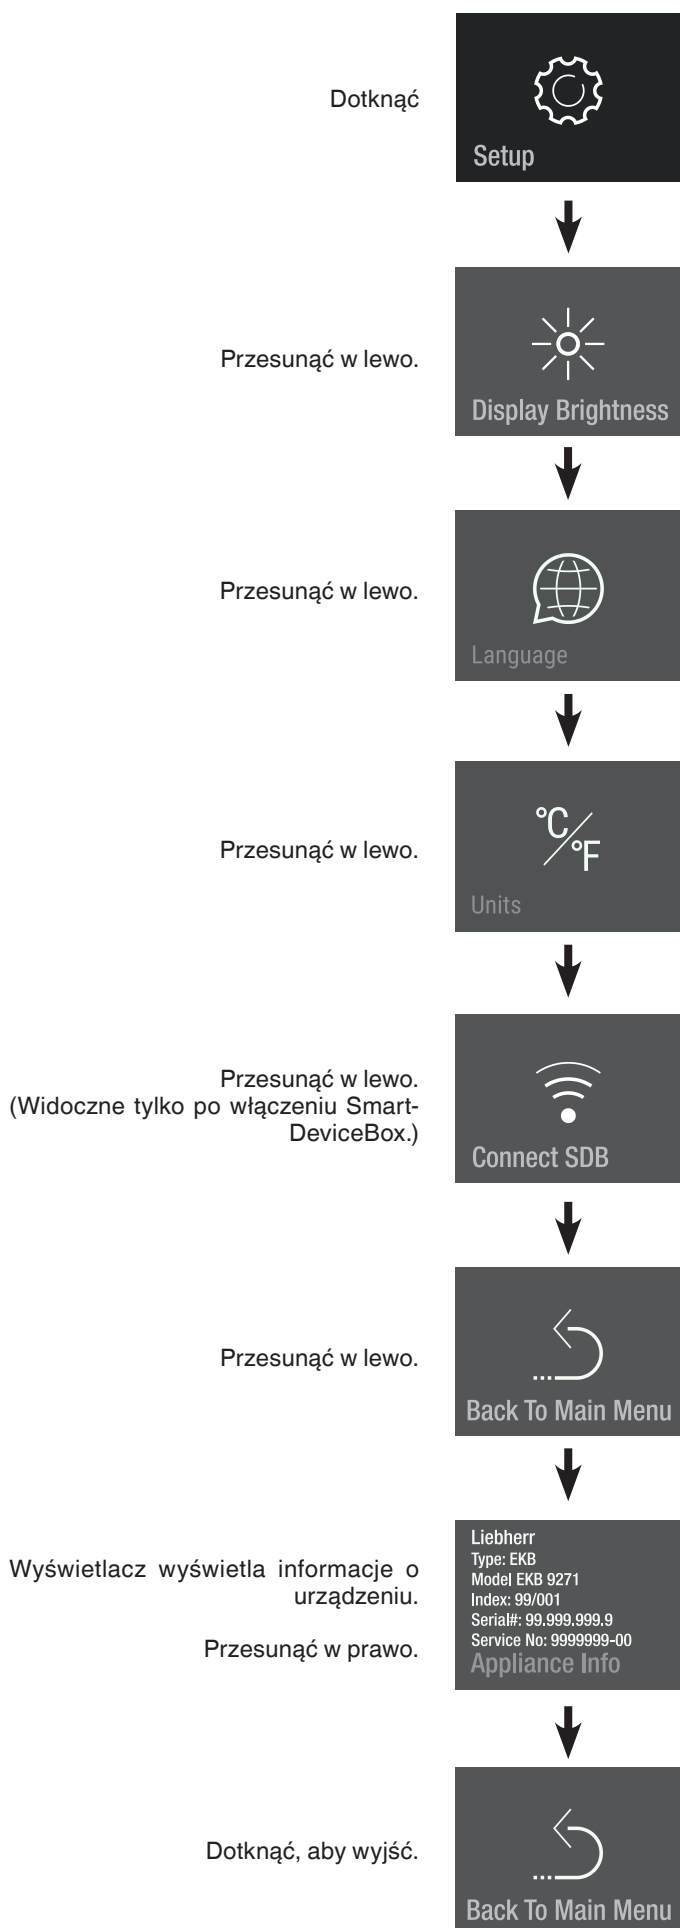 Dotknąć
Setup
Przesunąć w lewo.
Display Brightness
Przesunąć w lewo.
Language
Przesunąć w lewo.
°C/°F
Units
Przesunąć w lewo.
(Widoczne tylko po włączeniu Smart-
DeviceBox.)
Connect SDB
Przesunąć w lewo.
Back To Main Menu
Wyświetlacz wyświetla informacje o
urządzeniu.
Przesunąć w prawo.
Liebherr
Type: EKB
Model EKB 9271
Index: 99/001
Serial#: 99.999.999.9
Service No: 9999999-00
Appliance Info
Dotknąć, aby wyjść.
Back To Main Menu